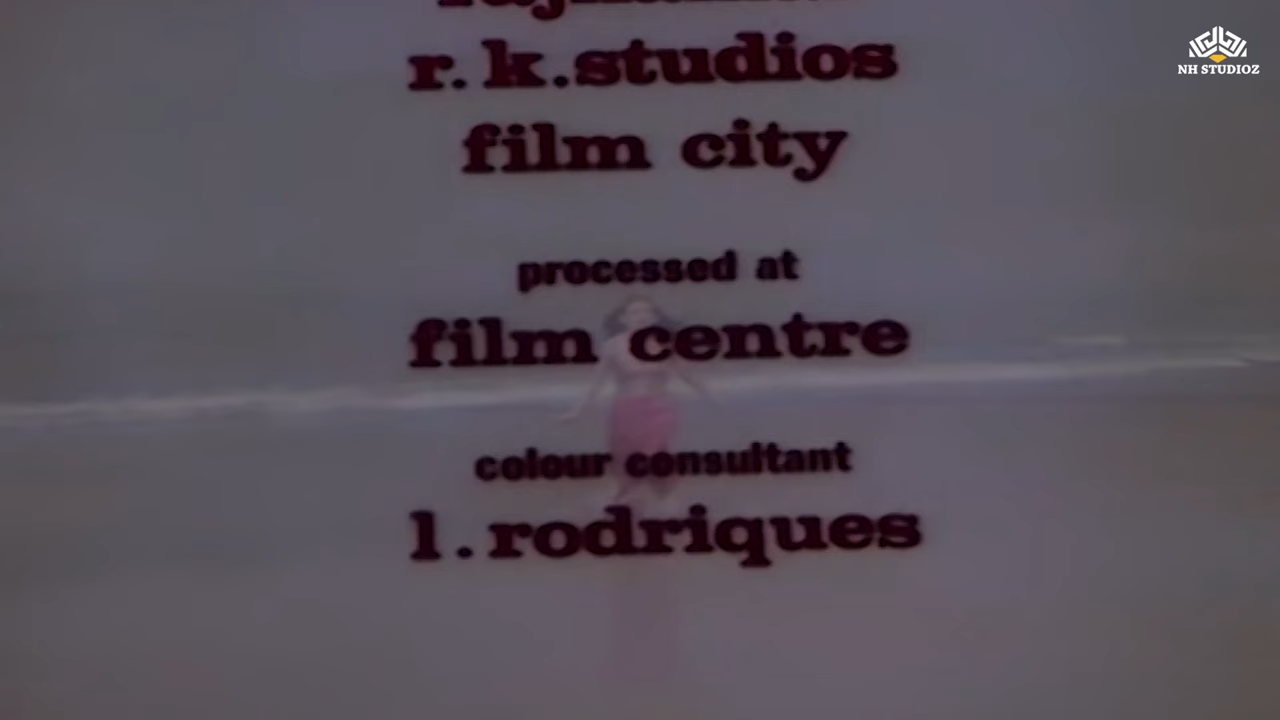 r. k. studios
film city
processed at
film centre
colour consultant
l. rodriques
NH STUDIOZ